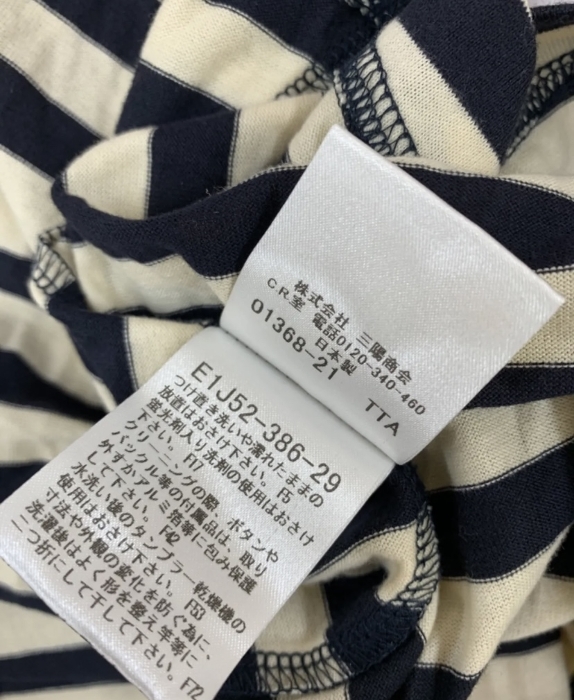 株式会社 三陽商会
C.R.室 電話0120-340-460
日本製
01368-21 TTA
E1J52-386-29
つけ置き洗いや濡れたままの
放置はおさけ下さい。F5
蛍光剤入り洗剤の使用はおさけ
下さい。F17
クリーニングの際、ボタンや
バックル等の付属品は、取り
外すかアルミ箔等に包み保護
して下さい。F42
水洗い後のタンブラー乾燥機の
使用はおさけ下さい。F53
寸法や外観の変化を防ぐ為に、
洗濯後はよく形を整え竿等に
二つ折にして干して下さい。
F72